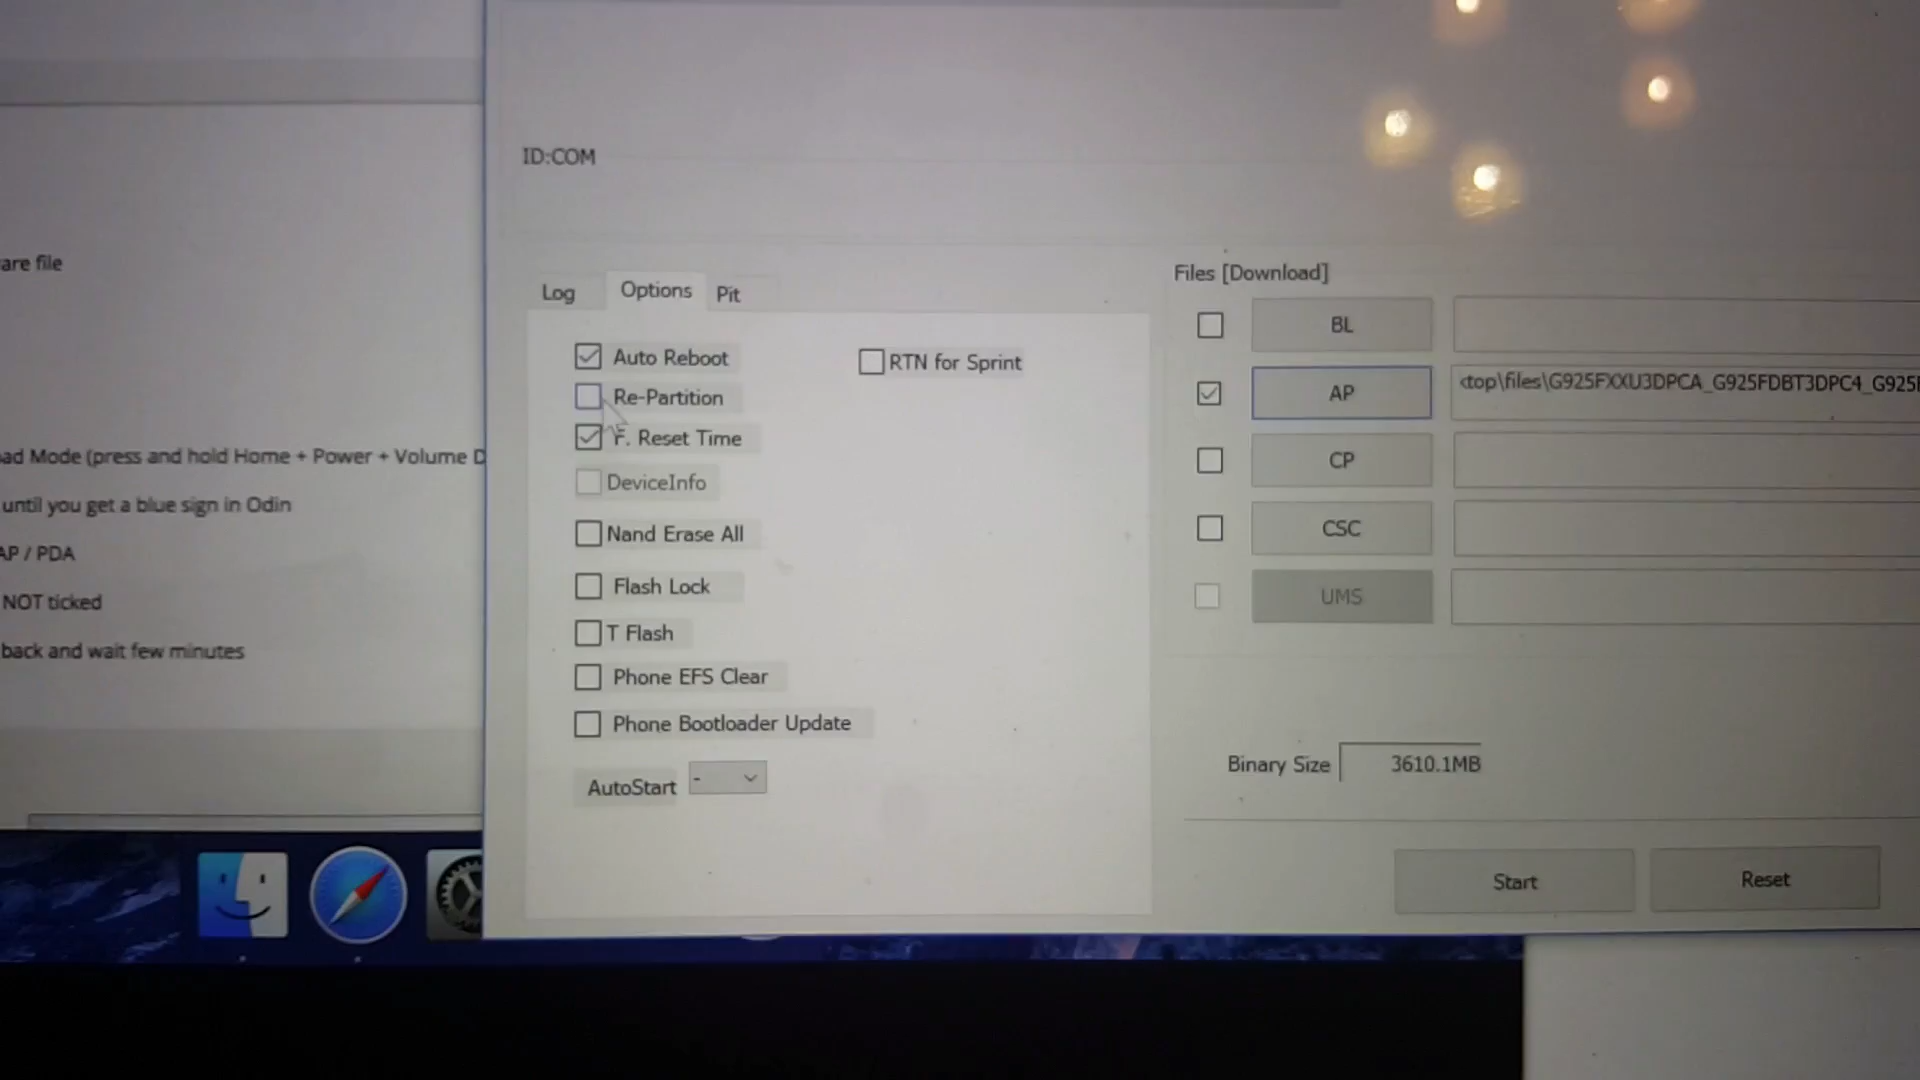 are file
ad Mode (press and hold Home + Power + Volume D
until you get a blue sign in Odin
AP / PDA
NOT ticked
back and wait few minutes
ID:COM
Log
Options
Pit
Auto Reboot
Re-Partition
F. Reset Time
DeviceInfo
Nand Erase All
Flash Lock
T Flash
Phone EFS Clear
Phone Bootloader Update
AutoStart
-
RTN for Sprint
Files [Download]
BL
AP
ktop\files\G925FXXU3DPCA_G925FDBT3DPC4_G925F
CP
CSC
UMS
Binary Size
3610.1MB
Start
Reset